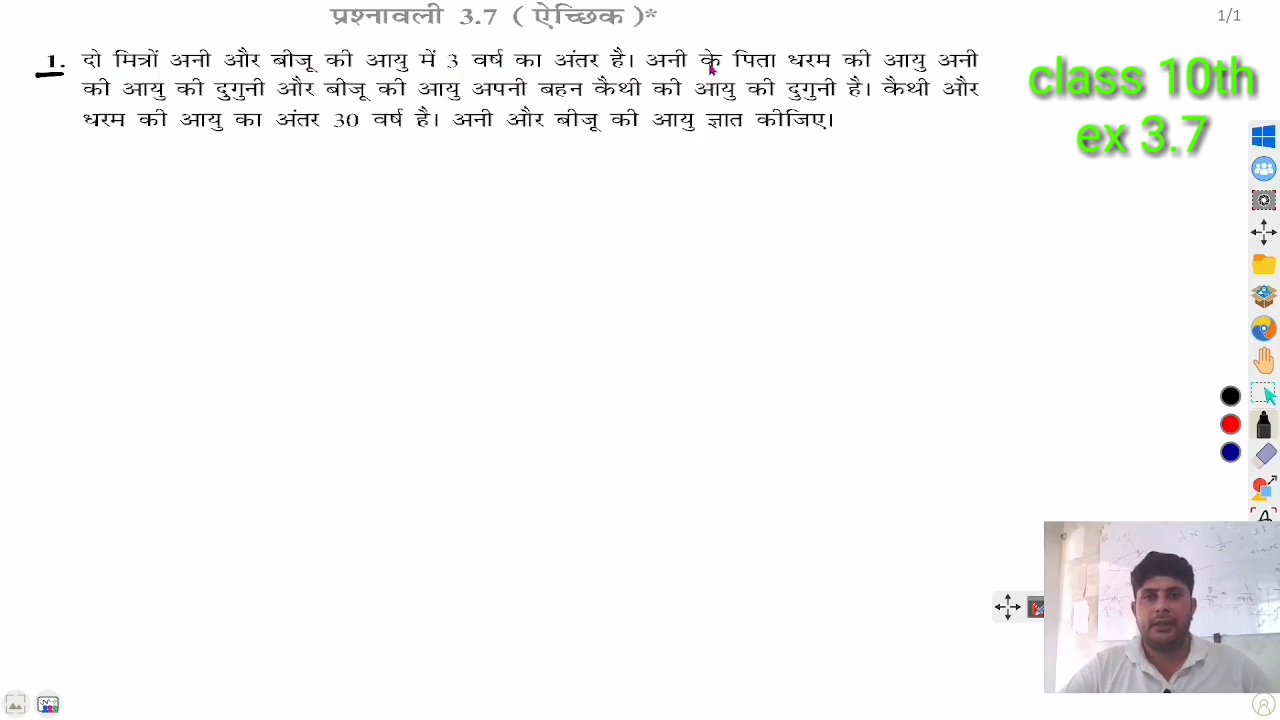 प्रश्नावली 3.7 ( ऐच्छिक )*
1/1
1. दो मित्रों अनी और बीजू की आयु में 3 वर्ष का अंतर है। अनी के पिता धरम की आयु अनी
की आयु की दुगुनी और बीजू की आयु अपनी बहन कैथी की आयु की दुगुनी है। कैथी और
धरम की आयु का अंतर 30 वर्ष है। अनी और बीजू की आयु ज्ञात कीजिए।
class 10th
ex 3.7